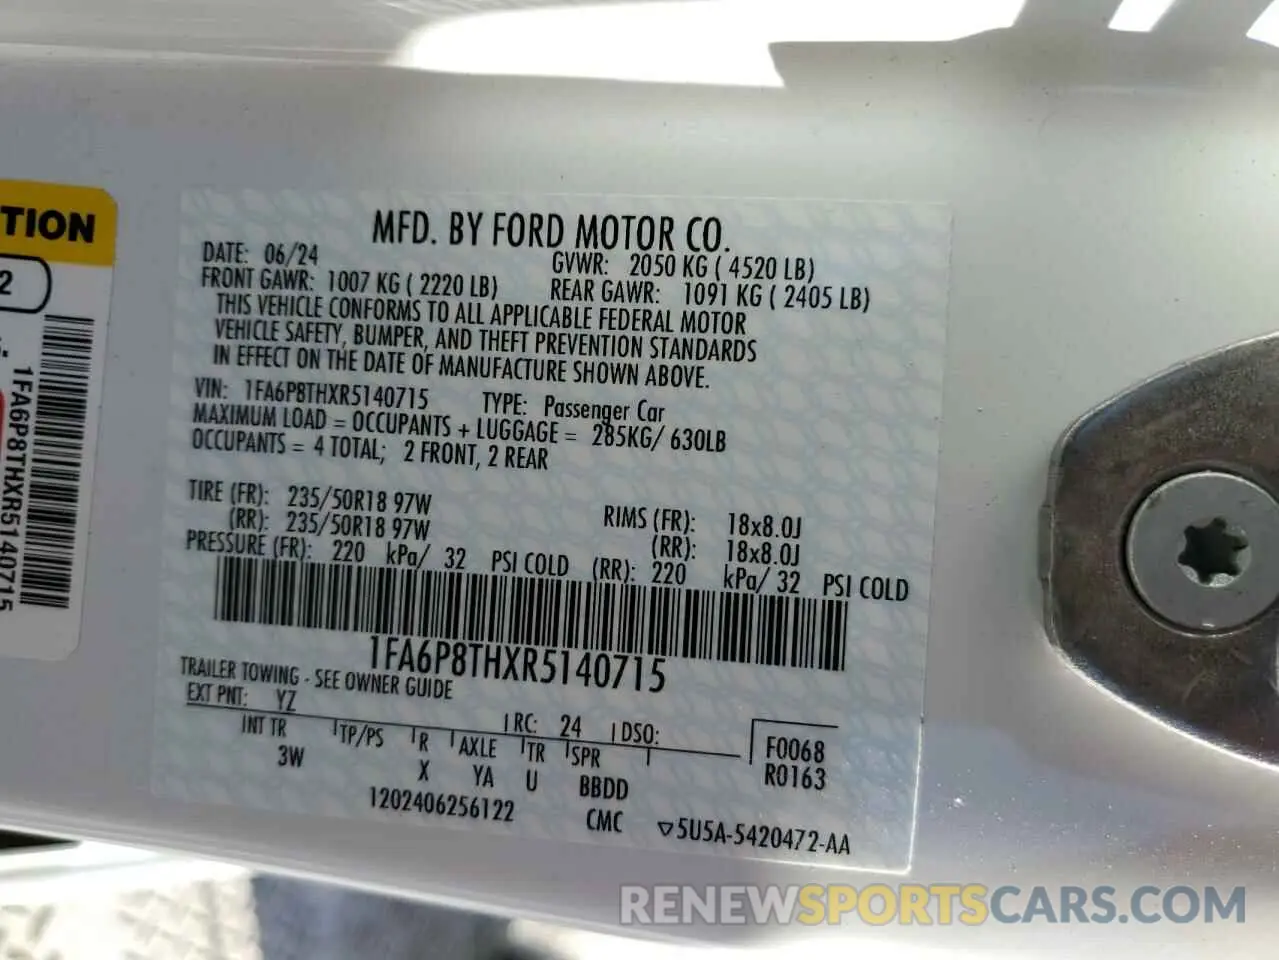 TION
2
1FA6P8THXR5140715
MFD. BY FORD MOTOR CO.
DATE: 06/24 GVWR: 2050 KG ( 4520 LB)
FRONT GAWR: 1007 KG ( 2220 LB) REAR GAWR: 1091 KG ( 2405 LB)
THIS VEHICLE CONFORMS TO ALL APPLICABLE FEDERAL MOTOR
VEHICLE SAFETY, BUMPER, AND THEFT PREVENTION STANDARDS
IN EFFECT ON THE DATE OF MANUFACTURE SHOWN ABOVE.
VIN: 1FA6P8THXR5140715 TYPE: Passenger Car
MAXIMUM LOAD = OCCUPANTS + LUGGAGE = 285KG/ 630LB
OCCUPANTS = 4 TOTAL; 2 FRONT, 2 REAR
TIRE (FR): 235/50R18 97W RIMS (FR): 18x8.0J
(RR): 235/50R18 97W (RR): 18x8.0J
PRESSURE (FR): 220 kPa/ 32 PSI COLD (RR): 220 kPa/ 32 PSI COLD
1FA6P8THXR5140715
TRAILER TOWING - SEE OWNER GUIDE
EXT PNT: YZ RC: 24 DSO:
INT TR TP/PS R AXLE TR SPR F0068
3W X YA U BBDD R0163
1202406256122 CMC ▽5U5A-5420472-AA
RENEWSPORTSCARS.COM